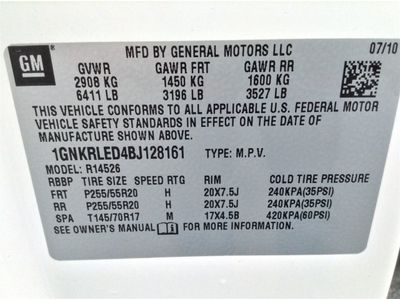 GM
MFD BY GENERAL MOTORS LLC 07/10
GVWR GAWR FRT GAWR RR
2908 KG 1450 KG 1600 KG
6411 LB 3196 LB 3527 LB
THIS VEHICLE CONFORMS TO ALL APPLICABLE U.S. FEDERAL MOTOR
VEHICLE SAFETY STANDARDS IN EFFECT ON THE DATE OF
MANUFACTURE SHOWN ABOVE.
1GNKRLED4BJ128161 TYPE: M.P.V.
MODEL: R14526
RBBP TIRE SIZE SPEED RTG RIM COLD TIRE PRESSURE
FRT P255/55R20 H 20X7.5J 240KPA(35PSI)
RR P255/55R20 H 20X7.5J 240KPA(35PSI)
SPA T145/70R17 M 17X4.5B 420KPA(60PSI)
SEE OWNER'S MANUAL FOR MORE INFORMATION.